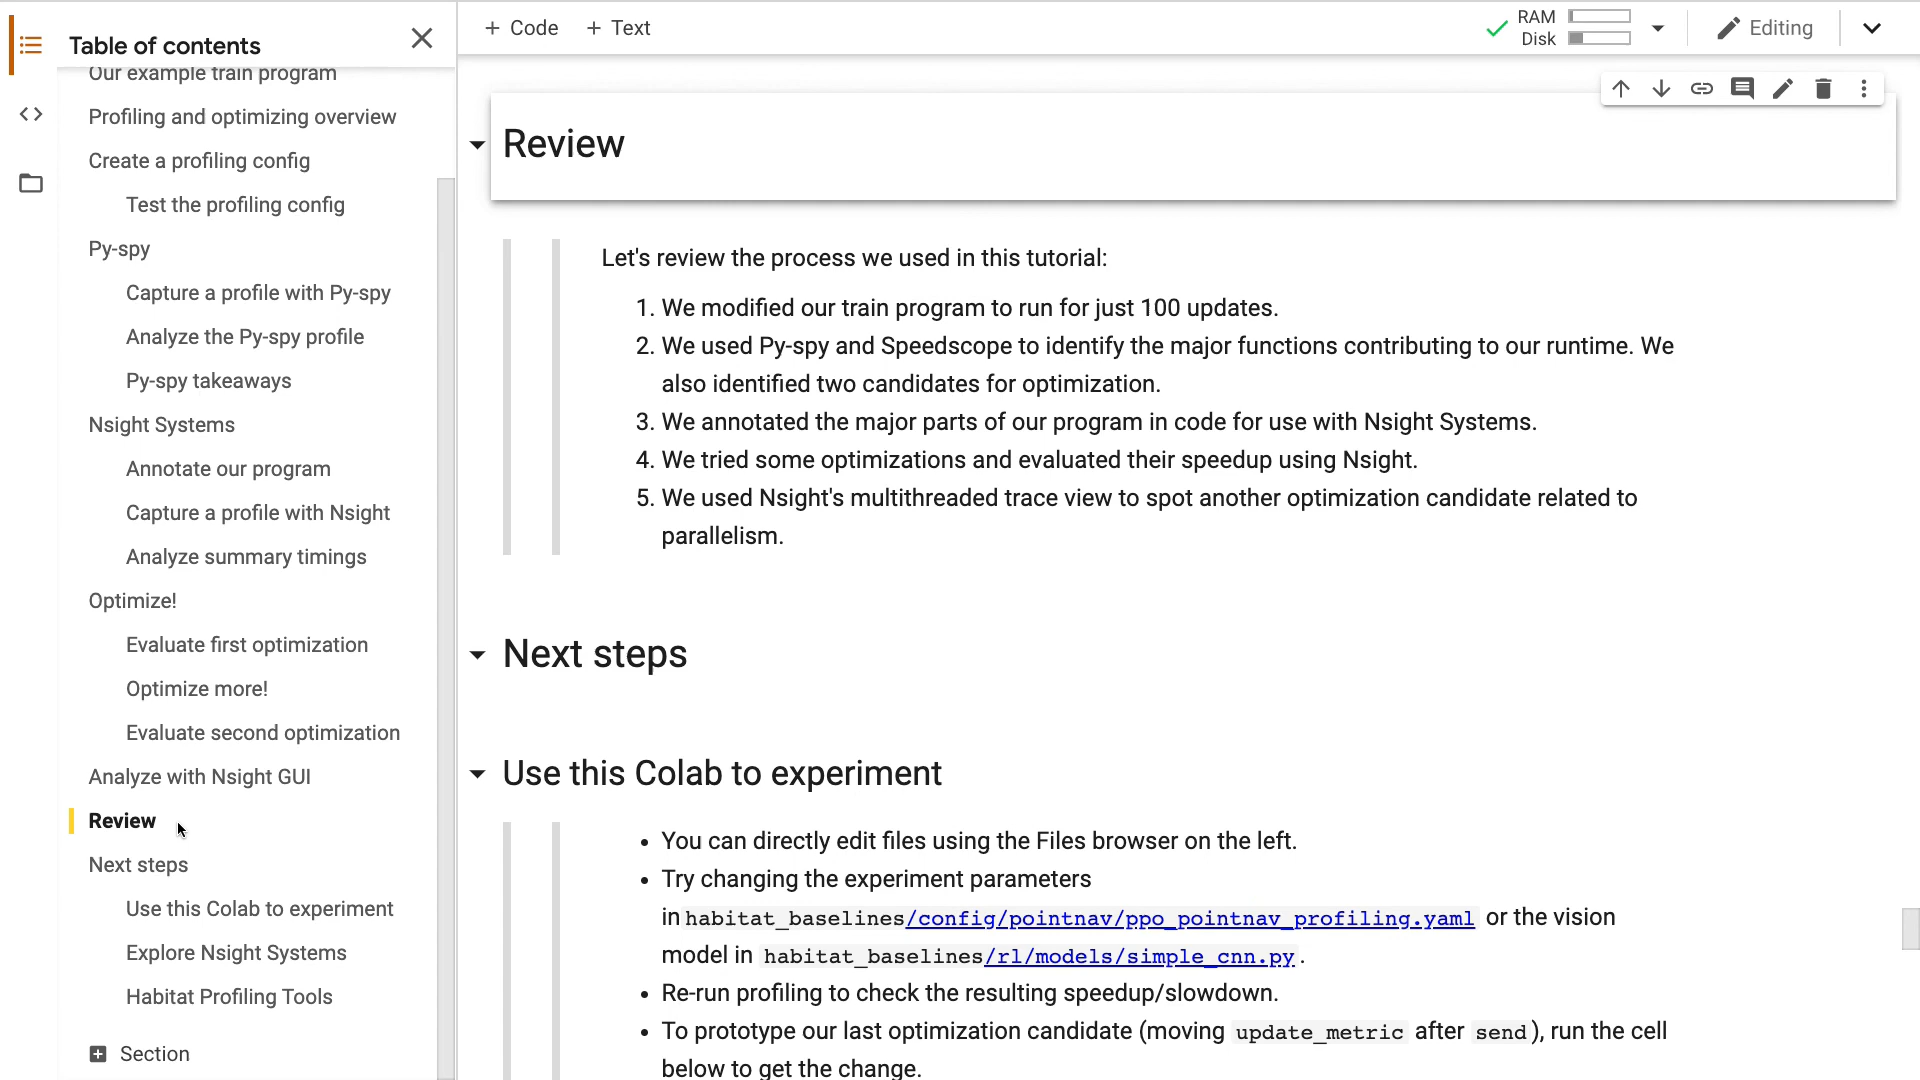 Table of contents
Our example train program
Profiling and optimizing overview
Create a profiling config
Test the profiling config
Py-spy
Capture a profile with Py-spy
Analyze the Py-spy profile
Py-spy takeaways
Nsight Systems
Annotate our program
Capture a profile with Nsight
Analyze summary timings
Optimize!
Evaluate first optimization
Optimize more!
Evaluate second optimization
Analyze with Nsight GUI
Review
Next steps
Use this Colab to experiment
Explore Nsight Systems
Habitat Profiling Tools
Section
+ Code + Text
RAM
Disk
Editing
Review
Let's review the process we used in this tutorial:
1. We modified our train program to run for just 100 updates.
2. We used Py-spy and Speedscope to identify the major functions contributing to our runtime. We
also identified two candidates for optimization.
3. We annotated the major parts of our program in code for use with Nsight Systems.
4. We tried some optimizations and evaluated their speedup using Nsight.
5. We used Nsight's multithreaded trace view to spot another optimization candidate related to
parallelism.
Next steps
Use this Colab to experiment
• You can directly edit files using the Files browser on the left.
• Try changing the experiment parameters
in habitat_baselines/config/pointnav/ppo_pointnav_profiling.yaml or the vision
model in habitat_baselines/rl/models/simple_cnn.py.
• Re-run profiling to check the resulting speedup/slowdown.
• To prototype our last optimization candidate (moving update_metric after send), run the cell
below to get the change.